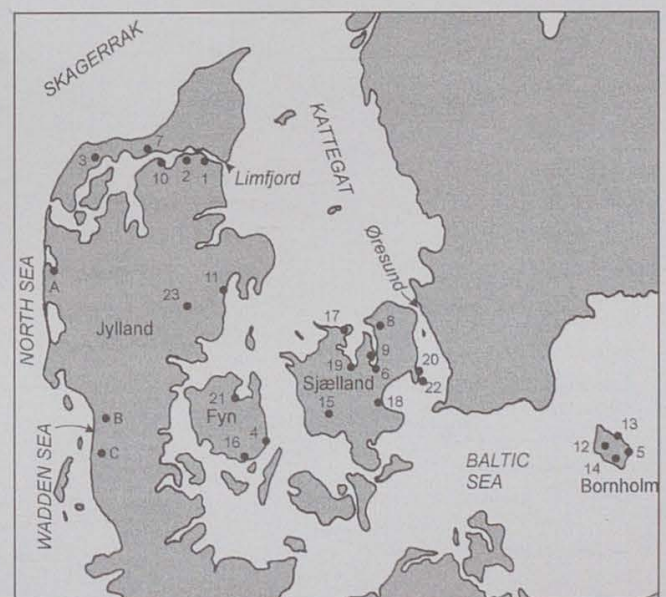 SKAGERRAK
KATTEGAT
7
3
10
2
1
Limfjord
Øresund
NORTH SEA
A
11
23
Jylland
17
8
9
19
6
20
Sjælland
22
21
Fyn
15
18
WADDEN SEA
B
C
16
4
BALTIC
SEA
13
12
5
14
Bornholm